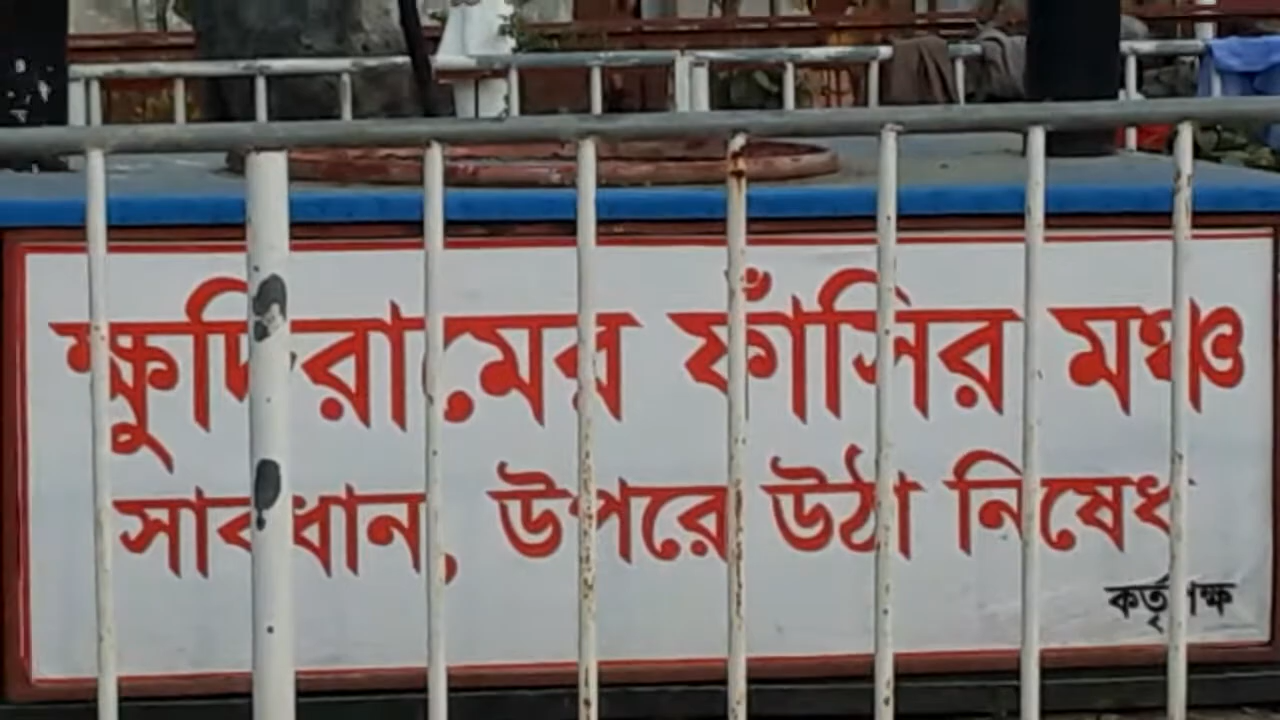 ক্ষুদিরামের ফাঁসির মঞ্চ
সাবধান, উপরে উঠা নিষেধ
কর্তৃপক্ষ